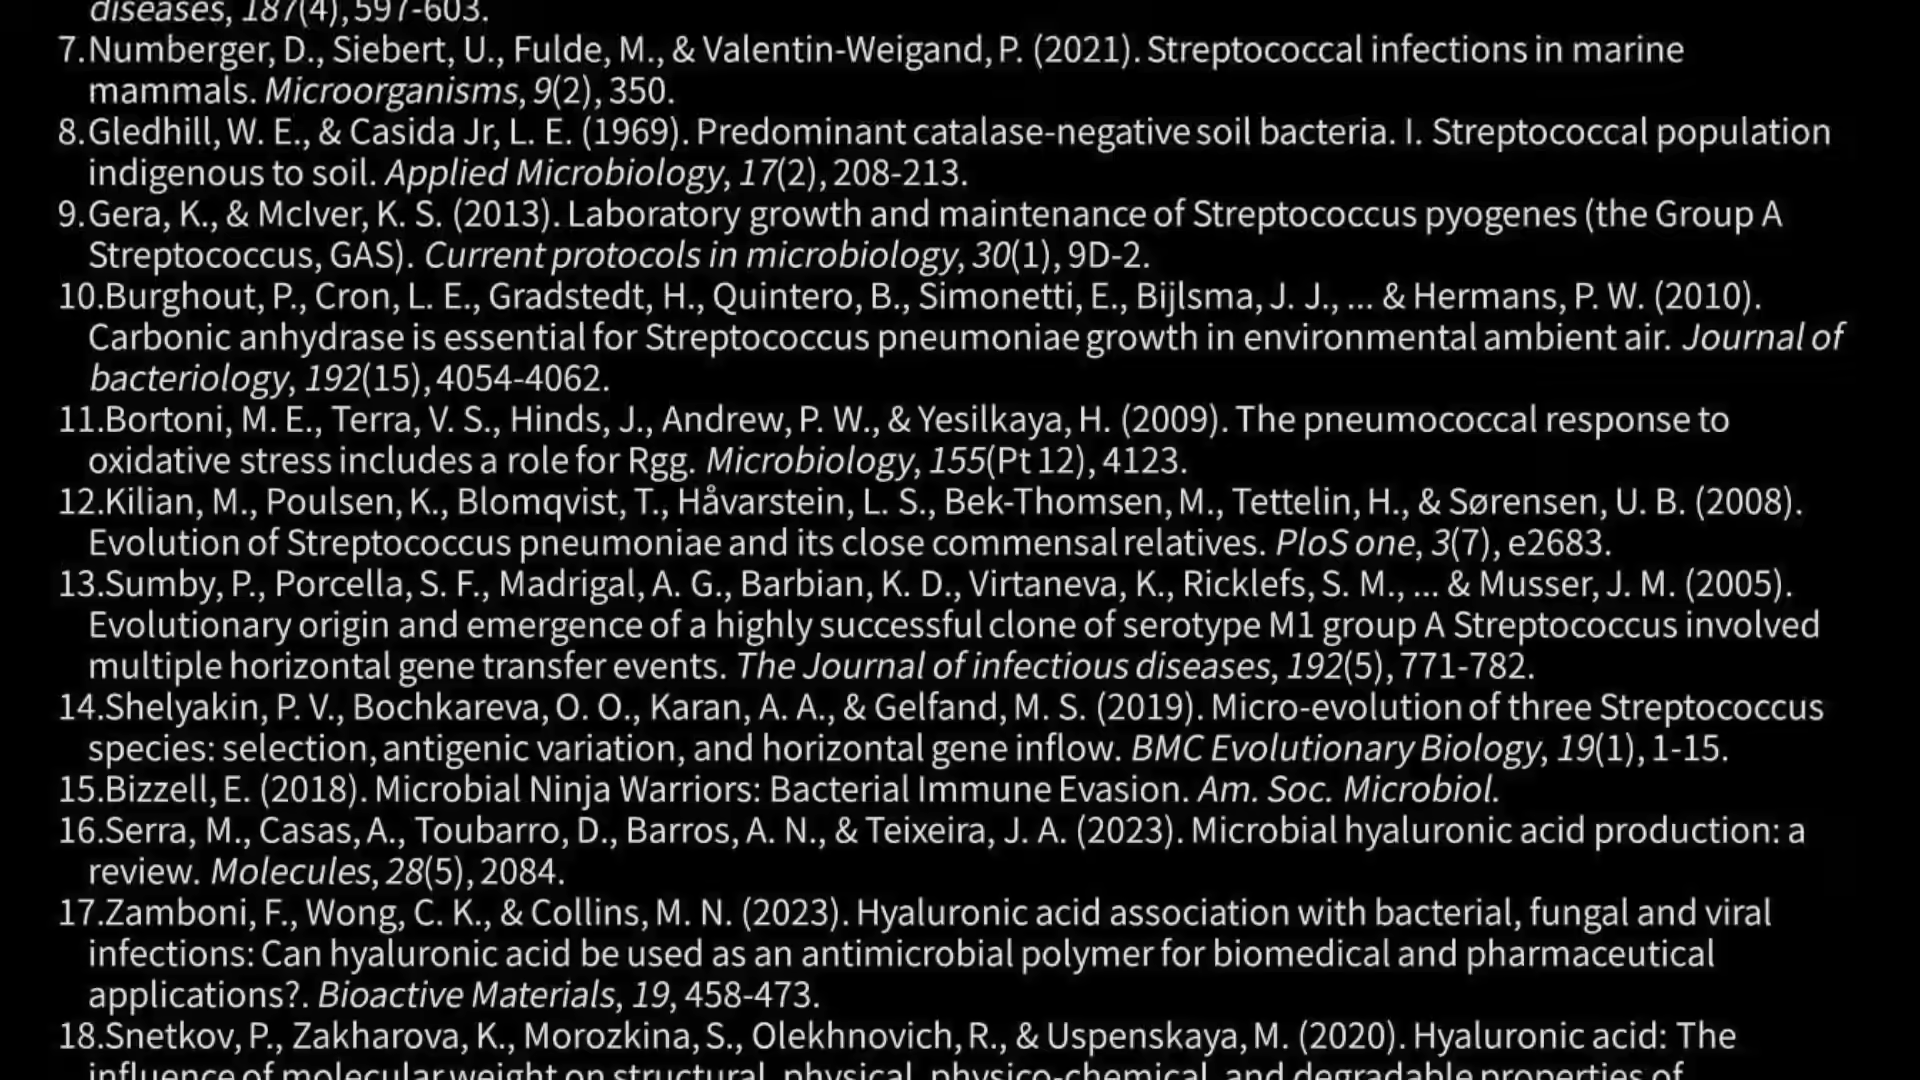 diseases, 187(4), 597-603.
7.Numberger, D., Siebert, U., Fulde, M., & Valentin-Weigand, P. (2021). Streptococcal infections in marine
mammals. Microorganisms, 9(2), 350.
8.Gledhill, W. E., & Casida Jr, L. E. (1969). Predominant catalase-negative soil bacteria. I. Streptococcal population
indigenous to soil. Applied Microbiology, 17(2), 208-213.
9.Gera, K., & McIver, K. S. (2013). Laboratory growth and maintenance of Streptococcus pyogenes (the Group A
Streptococcus, GAS). Current protocols in microbiology, 30(1), 9D-2.
10.Burghout, P., Cron, L. E., Gradstedt, H., Quintero, B., Simonetti, E., Bijlsma, J. J., ... & Hermans, P. W. (2010).
Carbonic anhydrase is essential for Streptococcus pneumoniae growth in environmental ambient air. Journal of
bacteriology, 192(15), 4054-4062.
11.Bortoni, M. E., Terra, V. S., Hinds, J., Andrew, P. W., & Yesilkaya, H. (2009). The pneumococcal response to
oxidative stress includes a role for Rgg. Microbiology, 155(Pt 12), 4123.
12.Kilian, M., Poulsen, K., Blomqvist, T., Håvarstein, L. S., Bek-Thomsen, M., Tettelin, H., & Sørensen, U. B. (2008).
Evolution of Streptococcus pneumoniae and its close commensal relatives. PloS one, 3(7), e2683.
13.Sumby, P., Porcella, S. F., Madrigal, A. G., Barbian, K. D., Virtaneva, K., Ricklefs, S. M., ... & Musser, J. M. (2005).
Evolutionary origin and emergence of a highly successful clone of serotype M1 group A Streptococcus involved
multiple horizontal gene transfer events. The Journal of infectious diseases, 192(5), 771-782.
14.Shelyakin, P. V., Bochkareva, O. O., Karan, A. A., & Gelfand, M. S. (2019). Micro-evolution of three Streptococcus
species: selection, antigenic variation, and horizontal gene inflow. BMC Evolutionary Biology, 19(1), 1-15.
15.Bizzell, E. (2018). Microbial Ninja Warriors: Bacterial Immune Evasion. Am. Soc. Microbiol.
16.Serra, M., Casas, A., Toubarro, D., Barros, A. N., & Teixeira, J. A. (2023). Microbial hyaluronic acid production: a
review. Molecules, 28(5), 2084.
17.Zamboni, F., Wong, C. K., & Collins, M. N. (2023). Hyaluronic acid association with bacterial, fungal and viral
infections: Can hyaluronic acid be used as an antimicrobial polymer for biomedical and pharmaceutical
applications?. Bioactive Materials, 19, 458-473.
18.Snetkov, P., Zakharova, K., Morozkina, S., Olekhnovich, R., & Uspenskaya, M. (2020). Hyaluronic acid: The
influence of molecular weight on structural, physical, physico-chemical, and degradable properties of